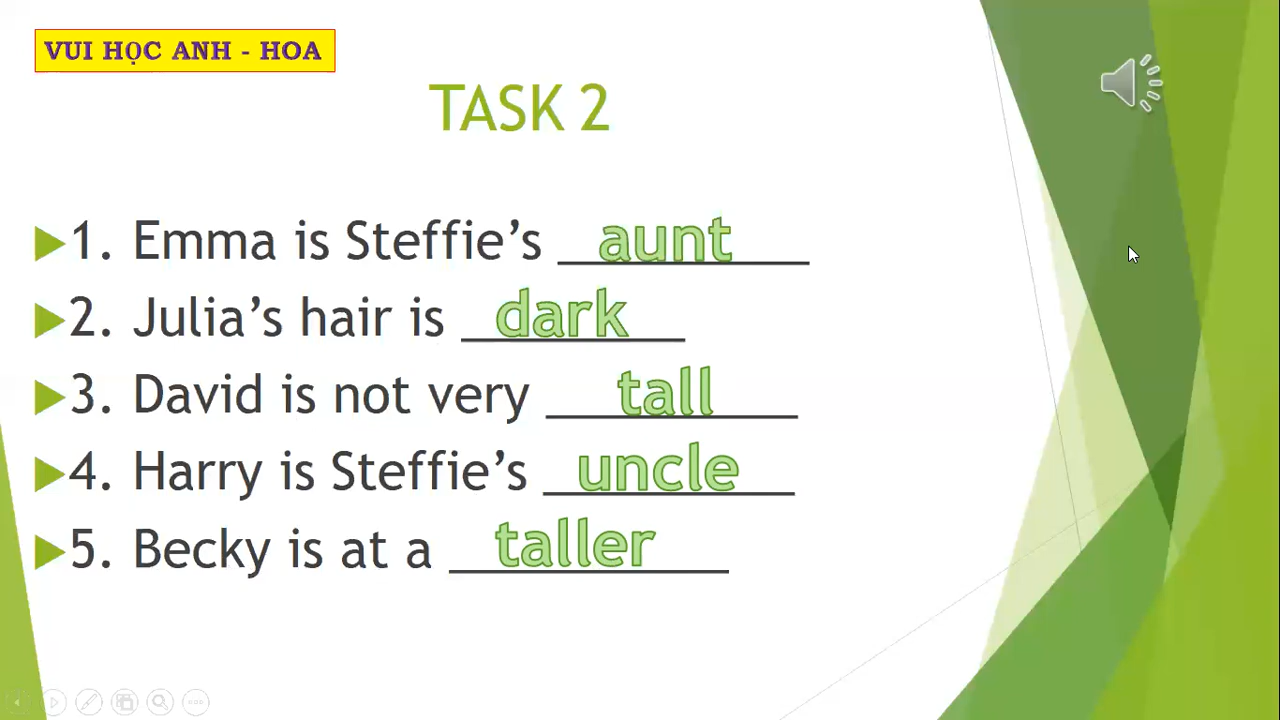 VUI HỌC ANH - HOA
TASK 2
1. Emma is Steffie’s aunt
2. Julia’s hair is dark
3. David is not very tall
4. Harry is Steffie’s uncle
5. Becky is at a taller